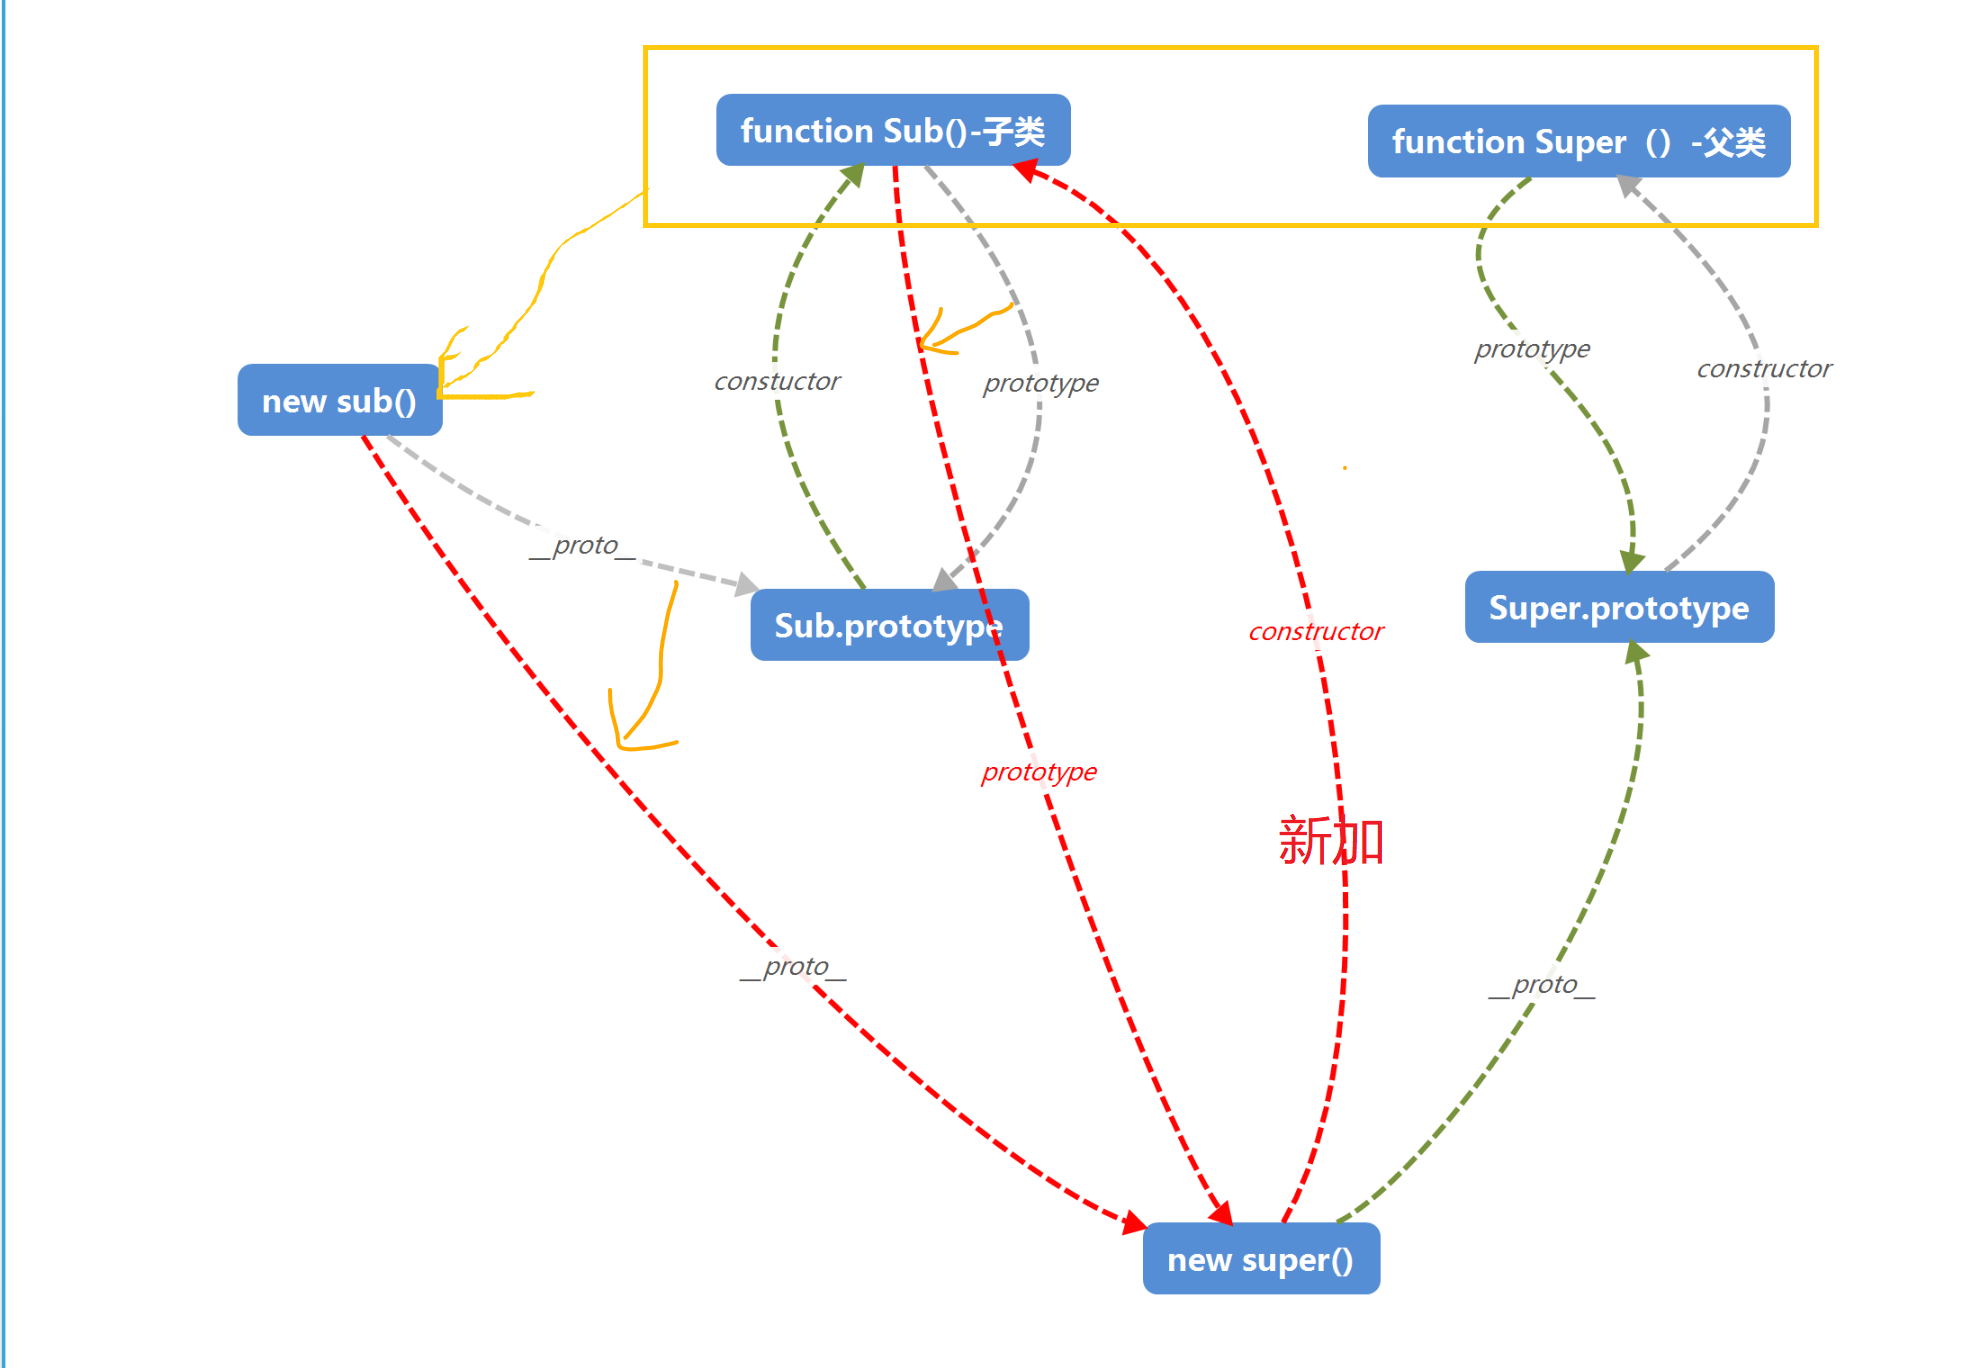 function Sub()-子类
function Super（）-父类
prototype
constructor
constuctor
prototype
new sub()
__proto__
Sub.prototype
Super.prototype
constructor
prototype
新加
__proto__
__proto__
new super()